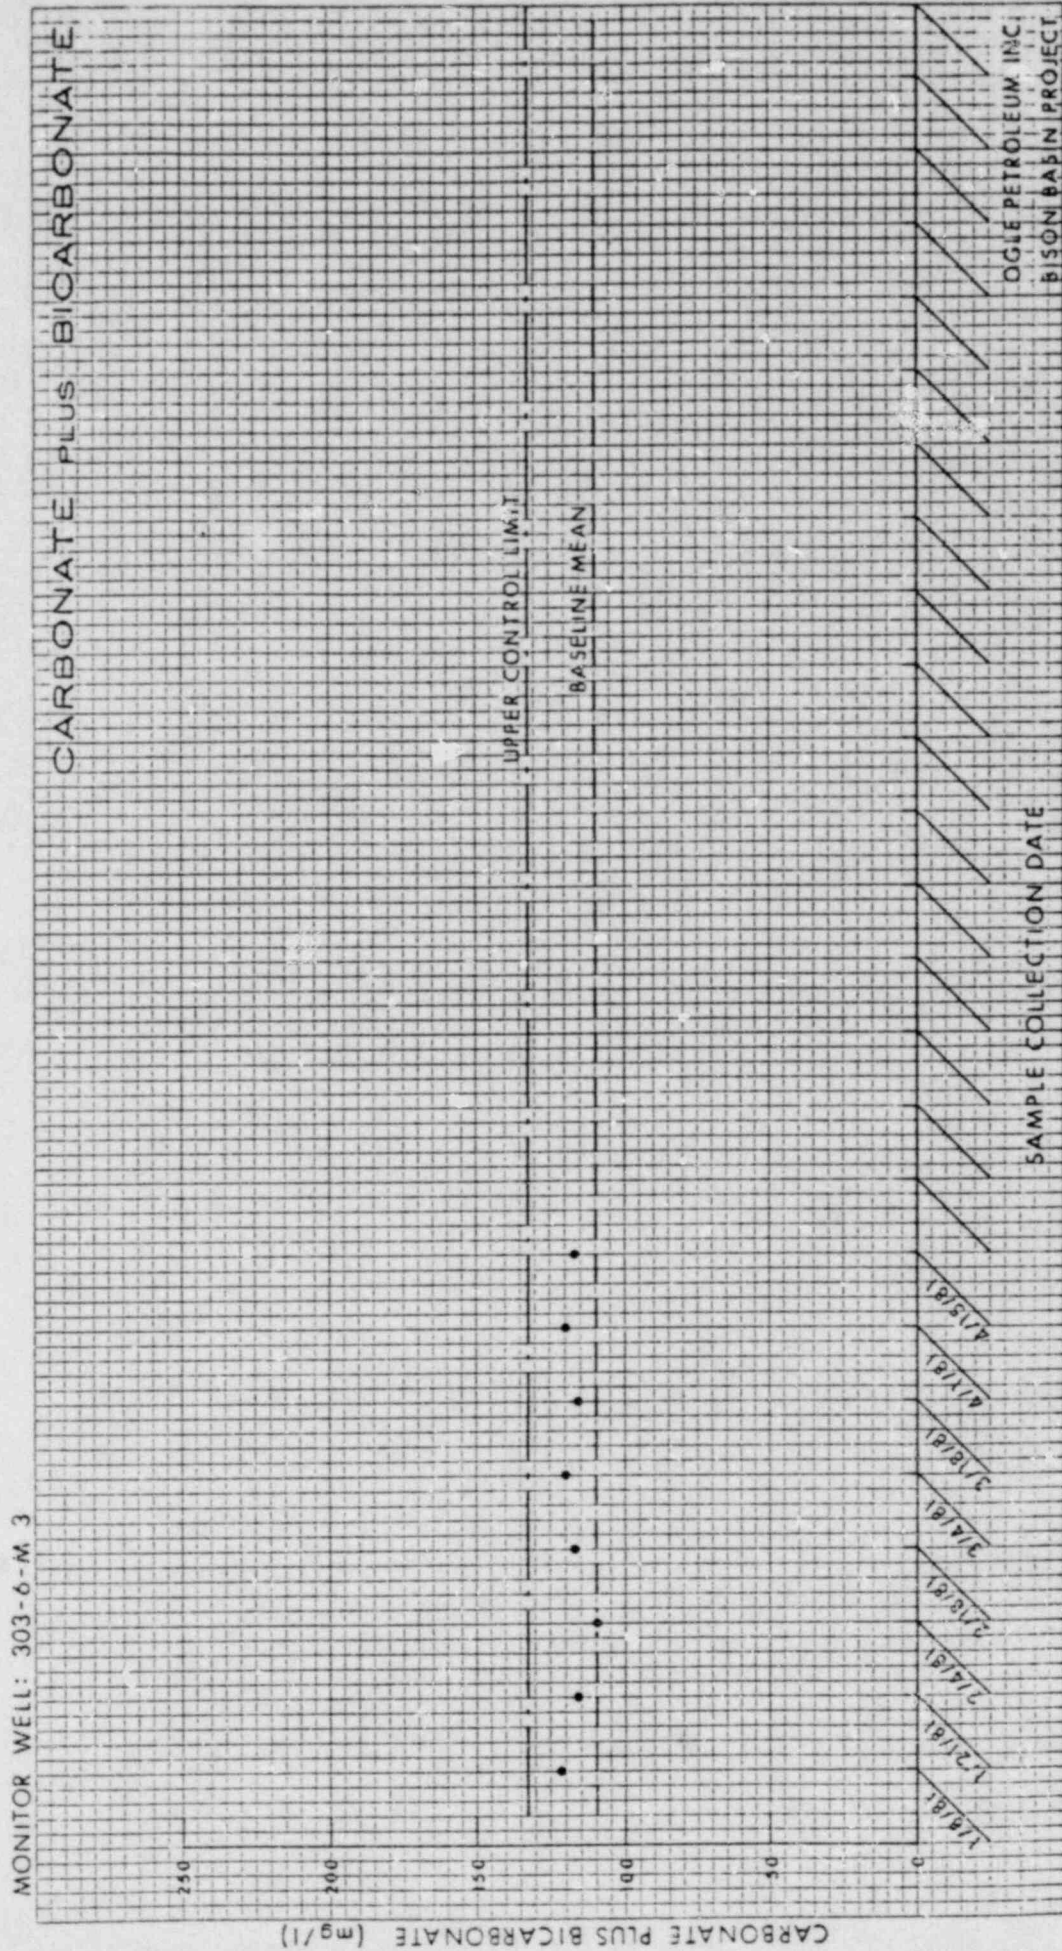 MONITOR WELL: 303-6-M 3
CARBONATE PLUS BICARBONATE
CARBONATE PLUS BICARBONATE (mg/l)
250
200
150
100
50
0
UPPER CONTROL LIMIT
BASELINE MEAN
1/8/81
1/21/81
2/4/81
2/18/81
3/4/81
3/18/81
4/1/81
4/15/81
SAMPLE COLLECTION DATE
OGLE PETROLEUM INC.
BISON BASIN PROJECT